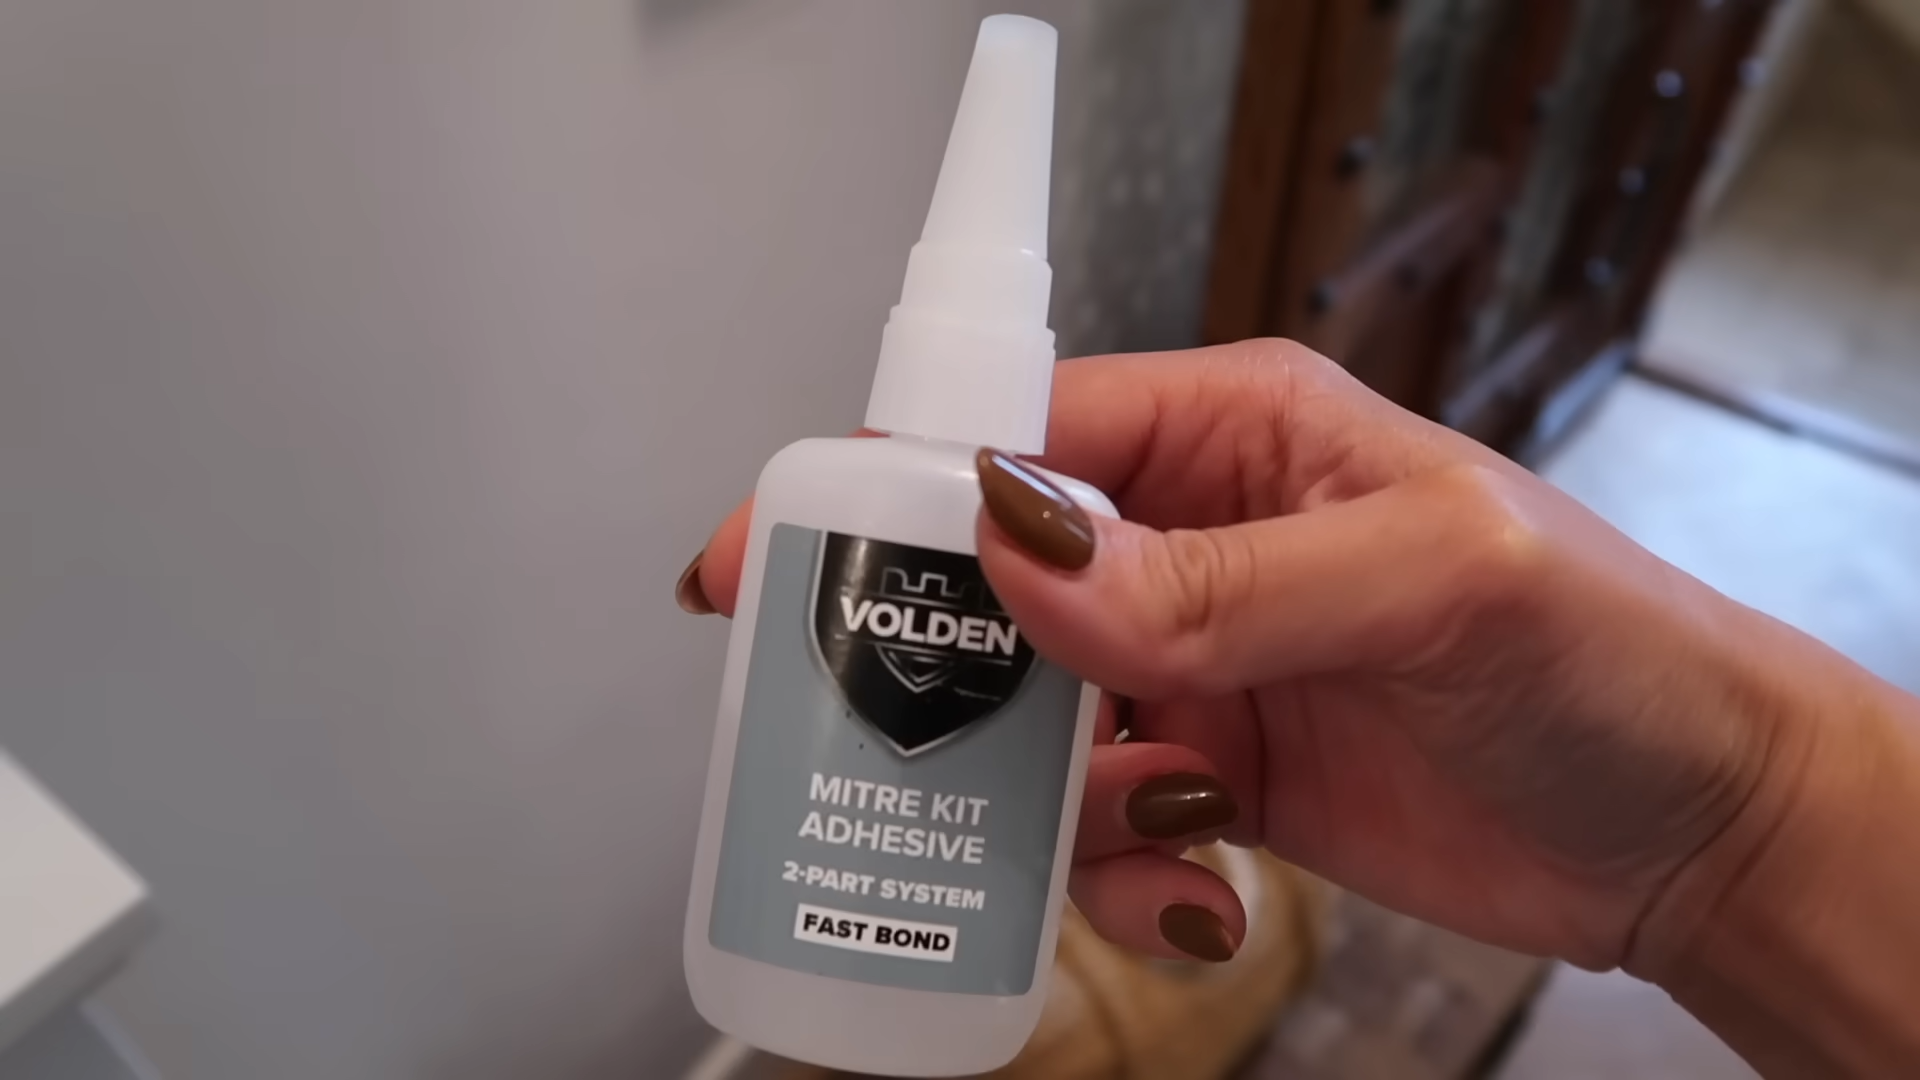 VOLDEN
MITRE KIT
ADHESIVE
2-PART SYSTEM
FAST BOND